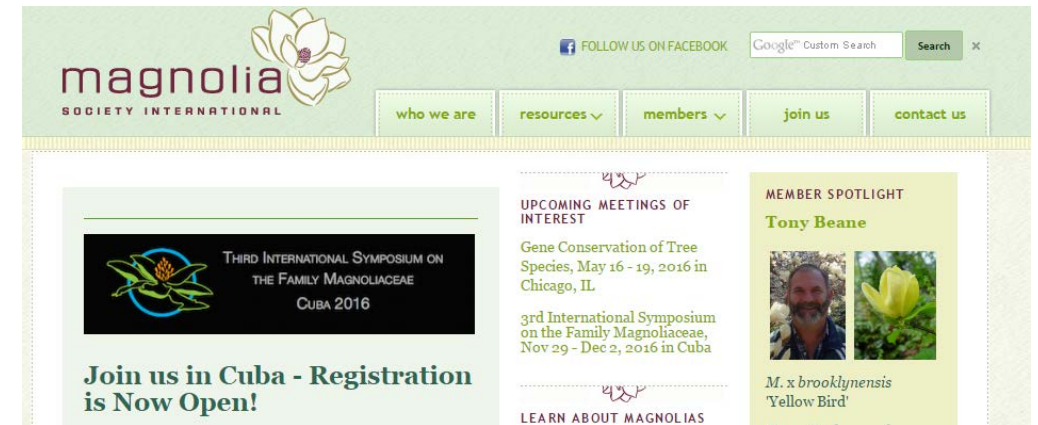 magnolia
SOCIETY INTERNATIONAL
FOLLOW US ON FACEBOOK
Google™ Custom Search
Search
×
who we are
resources
members
join us
contact us
THIRD INTERNATIONAL SYMPOSIUM ON
THE FAMILY MAGNOLIACEAE
CUBA 2016
Join us in Cuba - Registration
is Now Open!
UPCOMING MEETINGS OF
INTEREST
Gene Conservation of Tree
Species, May 16 - 19, 2016 in
Chicago, IL
3rd International Symposium
on the Family Magnoliaceae,
Nov 29 - Dec 2, 2016 in Cuba
LEARN ABOUT MAGNOLIAS
MEMBER SPOTLIGHT
Tony Beane
M. x brooklynensis
'Yellow Bird'